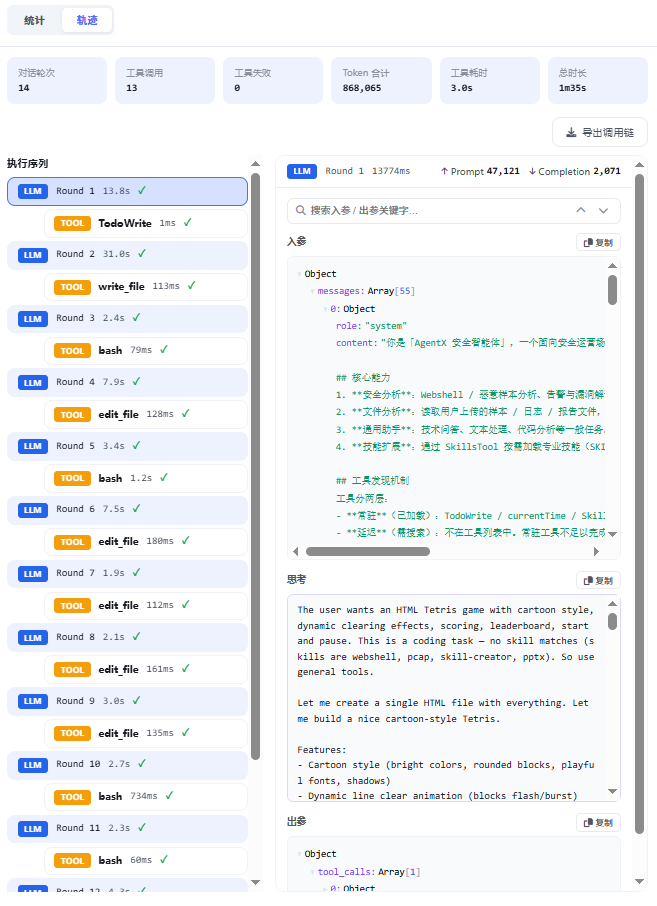 统计
轨迹
对话轮次
14
工具调用
13
工具失败
0
Token 合计
868,065
工具耗时
3.0s
总时长
1m35s
导出调用链
执行序列
LLM Round 1 13.8s ✓
TOOL TodoWrite 1ms ✓
LLM Round 2 31.0s ✓
TOOL write_file 113ms ✓
LLM Round 3 2.4s ✓
TOOL bash 79ms ✓
LLM Round 4 7.9s ✓
TOOL edit_file 128ms ✓
LLM Round 5 3.4s ✓
TOOL bash 1.2s ✓
LLM Round 6 7.5s ✓
TOOL edit_file 180ms ✓
LLM Round 7 1.9s ✓
TOOL edit_file 112ms ✓
LLM Round 8 2.1s ✓
TOOL edit_file 161ms ✓
LLM Round 9 3.0s ✓
TOOL edit_file 135ms ✓
LLM Round 10 2.7s ✓
TOOL bash 734ms ✓
LLM Round 11 2.3s ✓
TOOL bash 60ms ✓
LLM Round 12 4.3s
LLM Round 1 13774ms ↑ Prompt 47,121 ↓ Completion 2,071
搜索入参 / 出参关键字...
入参
复制
Object
messages: Array[55]
0: Object
role: "system"
content: "你是「AgentX 安全智能体」，一个面向安全运营场
## 核心能力
1. **安全分析**：Webshell / 恶意样本分析、告警与漏洞解
2. **文件分析**：读取用户上传的样本 / 日志 / 报告文件，
3. **通用助手**：技术问答、文本处理、代码分析等一般任务
4. **技能扩展**：通过 SkillsTool 按需加载专业技能（SKI
## 工具发现机制
工具分两层：
- **常驻**（已加载）：TodoWrite / currentTime / Skil
- **延迟**（需搜索）：不在工具列表中。常驻工具不足以完成
思考
复制
The user wants an HTML Tetris game with cartoon style,
dynamic clearing effects, scoring, leaderboard, start
and pause. This is a coding task — no skill matches (s
kills are webshell, pcap, skill-creator, pptx). So use
general tools.
Let me create a single HTML file with everything. Let
me build a nice cartoon-style Tetris.
Features:
- Cartoon style (bright colors, rounded blocks, playfu
l fonts, shadows)
- Dynamic line clear animation (blocks flash/burst)
出参
复制
Object
tool_calls: Array[1]
0: Object